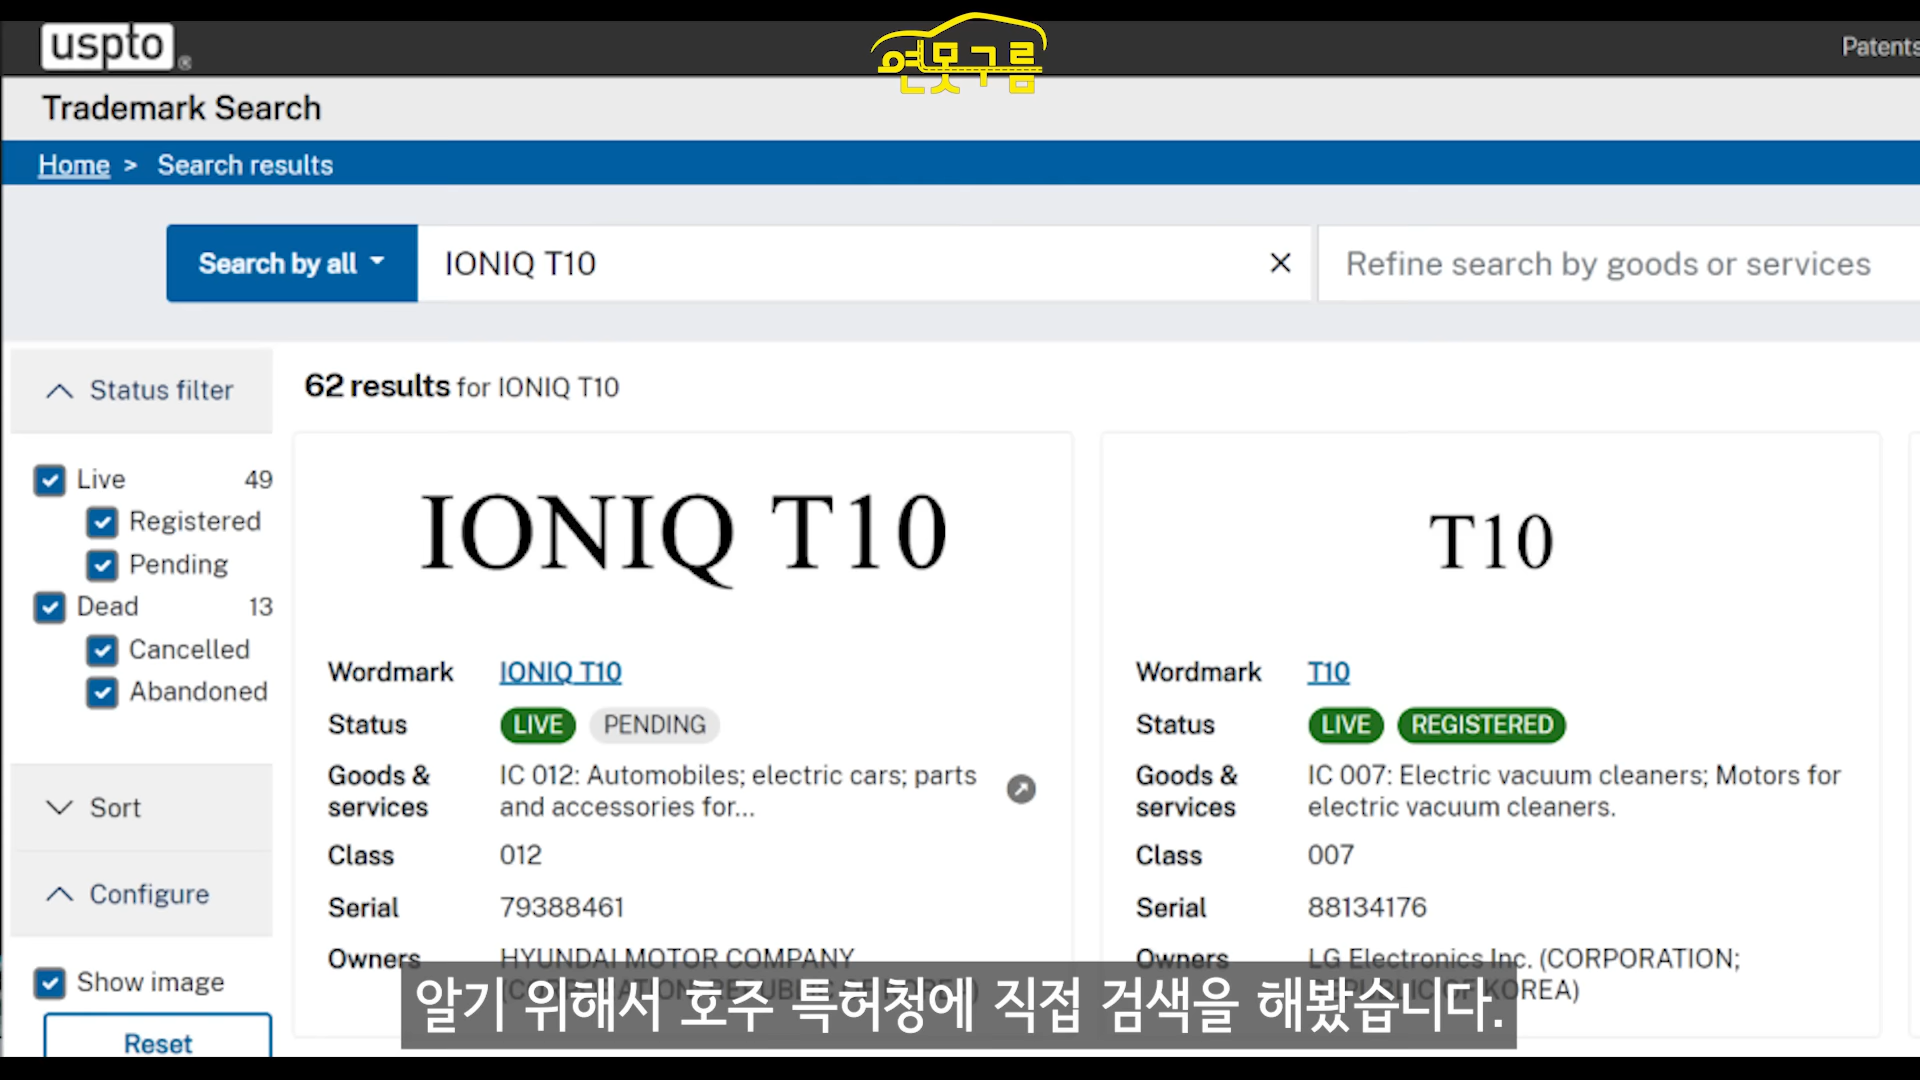 uspto®
연못구름
Patents
Trademark Search
Home > Search results
Search by all
IONIQ T10
Refine search by goods or services
Status filter
Live 49
Registered
Pending
Dead 13
Cancelled
Abandoned
Sort
Configure
Show image
Reset
62 results for IONIQ T10
IONIQ T10
Wordmark IONIQ T10
Status LIVE PENDING
Goods & services IC 012: Automobiles; electric cars; parts
and accessories for...
Class 012
Serial 79388461
Owners HYUNDAI MOTOR COMPANY
T10
Wordmark T10
Status LIVE REGISTERED
Goods & services IC 007: Electric vacuum cleaners; Motors for
electric vacuum cleaners.
Class 007
Serial 88134176
Owners LG Electronics Inc. (CORPORATION;
REPUBLIC OF KOREA)
알기 위해서 호주 특허청에 직접 검색을 해봤습니다.